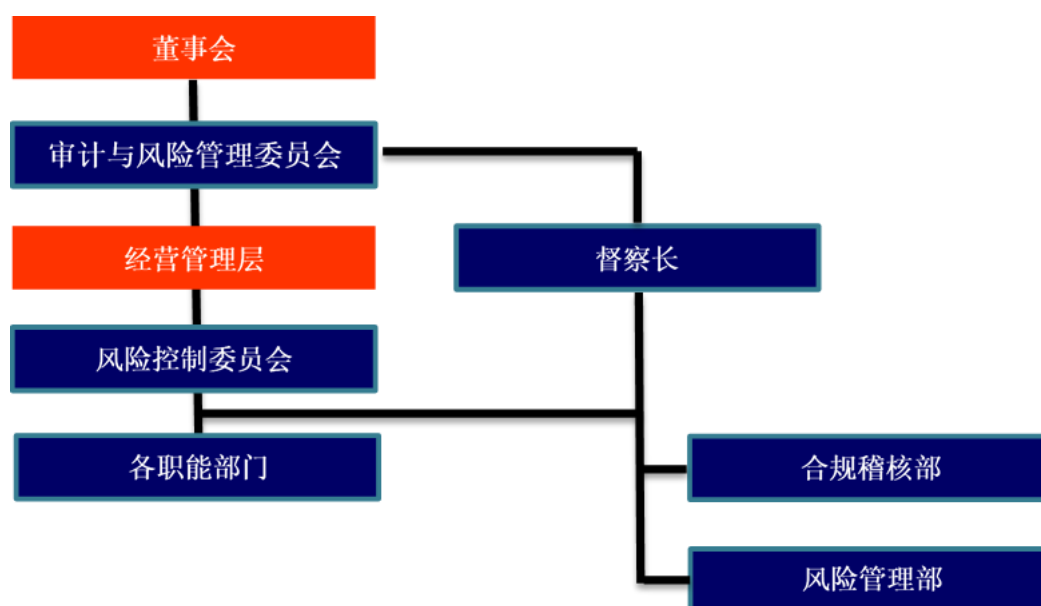 董事会
审计与风险管理委员会
经营管理层
督察长
风险控制委员会
各职能部门
合规稽核部
风险管理部